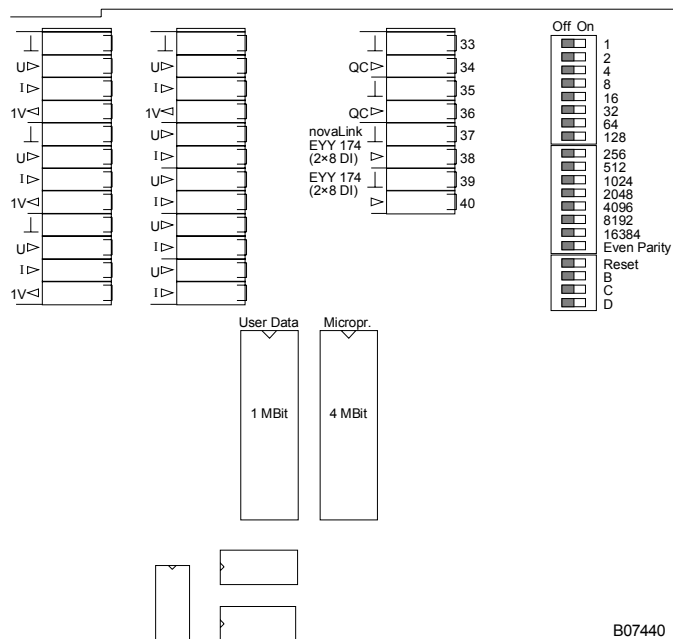 Off On
⊥ ⊥ ⊥ 33 1
U▷ U▷ QC▷ 34 2
I▷ I▷ ⊥ 35 4
1V◁ 1V◁ QC▷ 36 8
⊥ U▷ novaLink EYY 174 (2×8 DI) ⊥ 37 16
U▷ I▷ ▷ 38 32
I▷ U▷ EYY 174 (2×8 DI) ⊥ 39 64
1V◁ I▷ ▷ 40 128
⊥ U▷ 256
U▷ I▷ 512
I▷ U▷ 1024
1V◁ I▷ 2048
4096
8192
16384
Even Parity
Reset
B
C
D
User Data Micropr.
1 MBit 4 MBit
B07440